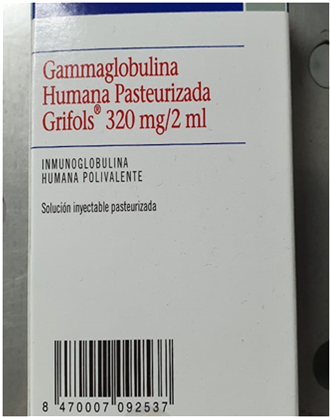 Gammaglobulina
Humana Pasteurizada
Grifols® 320 mg/2 ml
INMUNOGLOBULINA
HUMANA POLIVALENTE
Solución inyectable pasteurizada
8 470007 092537